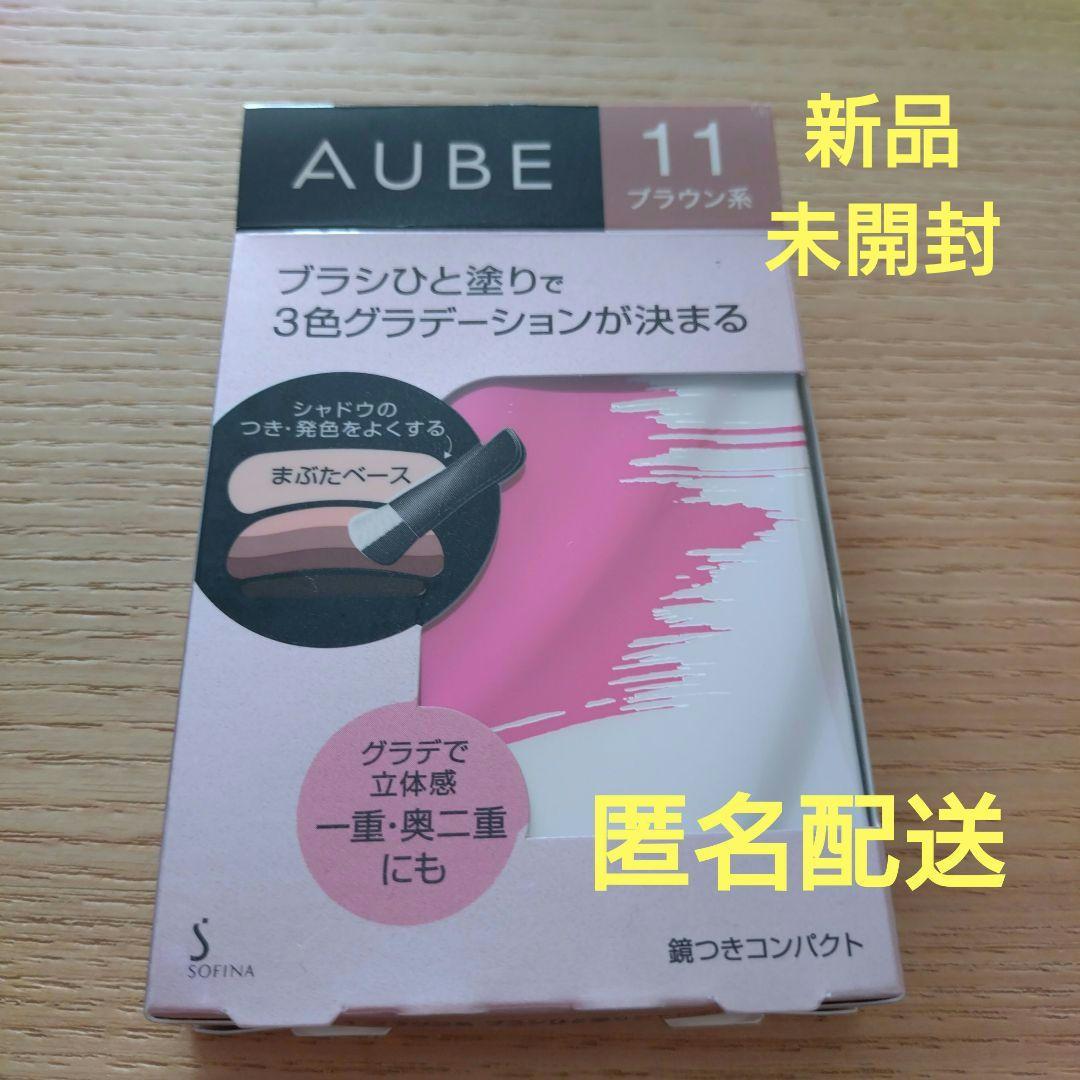 AUBE
11
ブラウン系
新品
未開封
ブラシひと塗りで
3色グラデーションが決まる
シャドウの
つき・発色をよくする
まぶたベース
グラデで
立体感
一重・奥二重
にも
匿名配送
SOFINA
鏡つきコンパクト